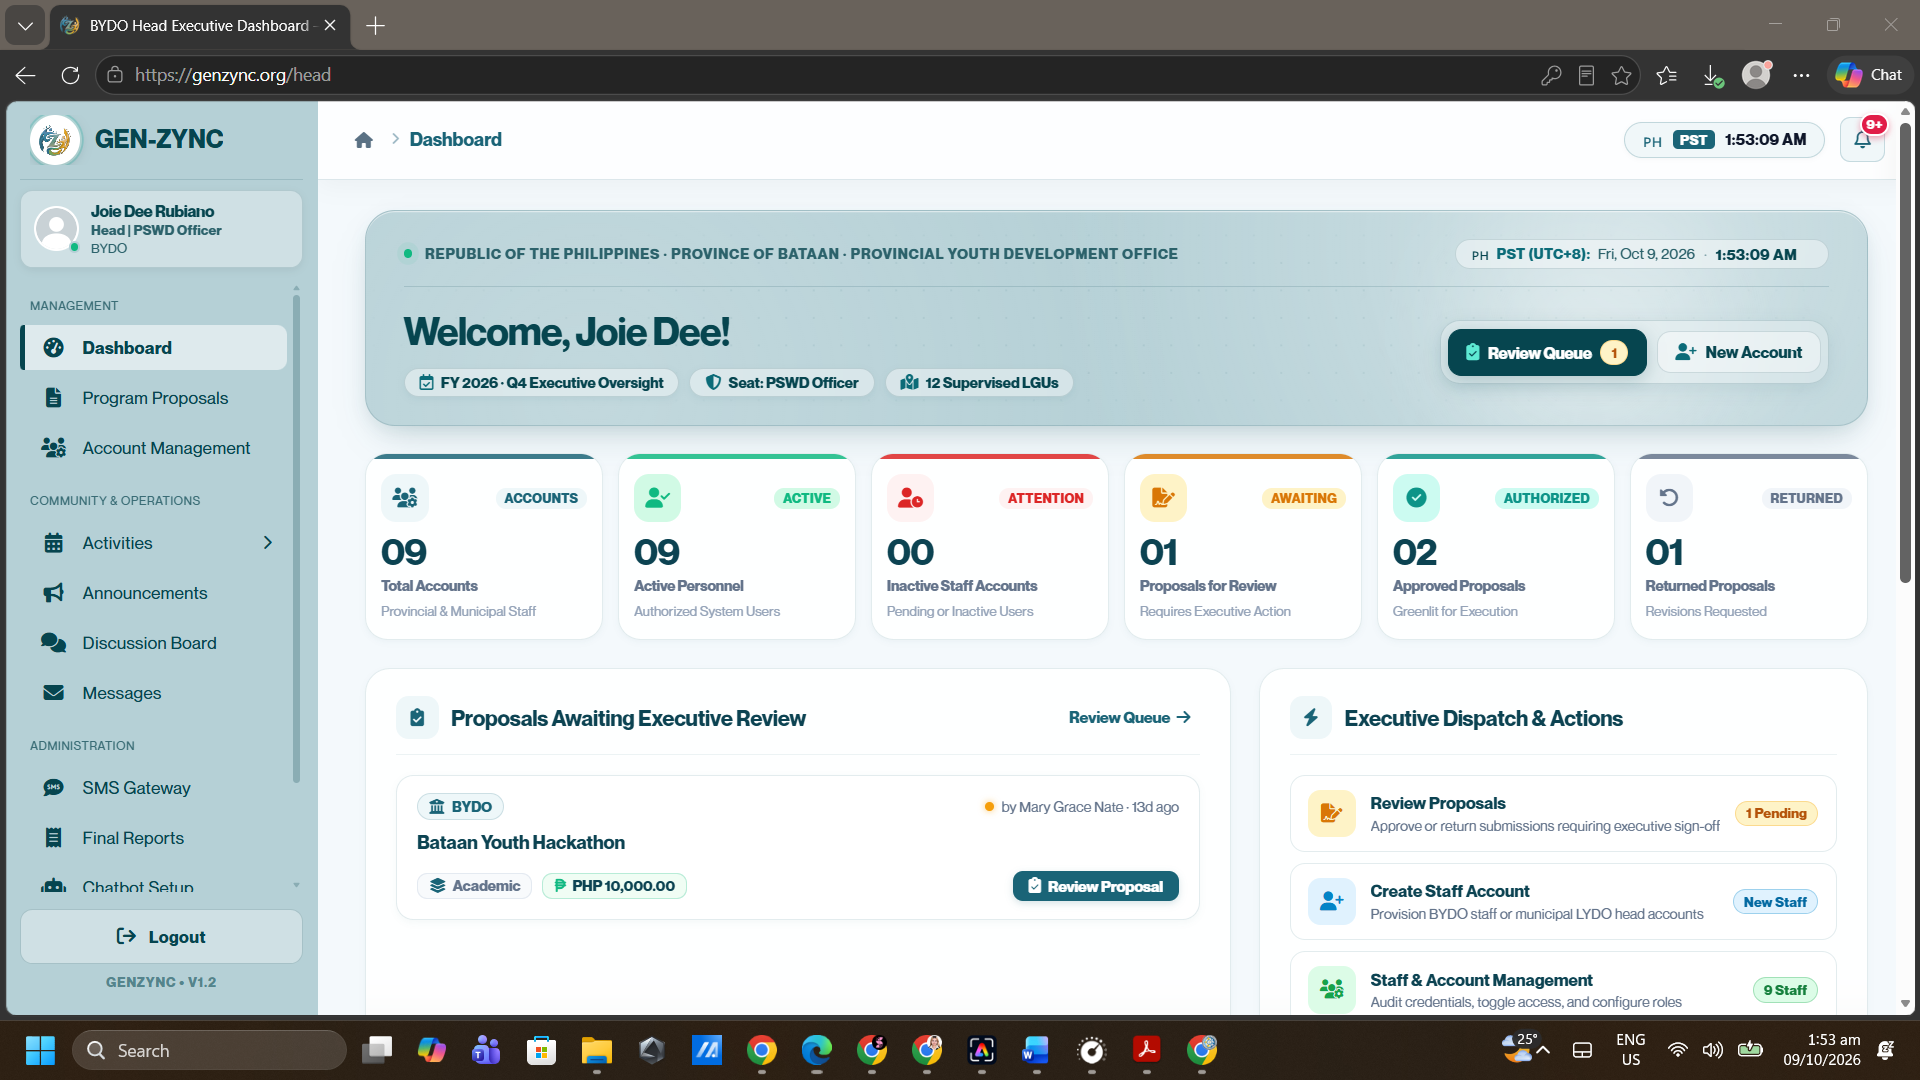 BYDO Head Executive Dashboard
https://genzync.org/head
Chat
GEN-ZYNC
Joie Dee Rubiano
Head | PSWD Officer
BYDO
MANAGEMENT
Dashboard
Program Proposals
Account Management
COMMUNITY & OPERATIONS
Activities
Announcements
Discussion Board
Messages
ADMINISTRATION
SMS Gateway
Final Reports
Chatbot Setup
Logout
GENZYNC • V1.2
Dashboard
PH PST 1:53:09 AM
9+
REPUBLIC OF THE PHILIPPINES · PROVINCE OF BATAAN · PROVINCIAL YOUTH DEVELOPMENT OFFICE
PH PST (UTC+8): Fri, Oct 9, 2026 · 1:53:09 AM
Welcome, Joie Dee!
FY 2026 · Q4 Executive Oversight
Seat: PSWD Officer
12 Supervised LGUs
Review Queue 1
New Account
ACCOUNTS
09
Total Accounts
Provincial & Municipal Staff
ACTIVE
09
Active Personnel
Authorized System Users
ATTENTION
00
Inactive Staff Accounts
Pending or Inactive Users
AWAITING
01
Proposals for Review
Requires Executive Action
AUTHORIZED
02
Approved Proposals
Greenlit for Execution
RETURNED
01
Returned Proposals
Revisions Requested
Proposals Awaiting Executive Review
Review Queue
BYDO
by Mary Grace Nate · 13d ago
Bataan Youth Hackathon
Academic
₱ PHP 10,000.00
Review Proposal
Executive Dispatch & Actions
Review Proposals
Approve or return submissions requiring executive sign-off
1 Pending
Create Staff Account
Provision BYDO staff or municipal LYDO head accounts
New Staff
Staff & Account Management
Audit credentials, toggle access, and configure roles
9 Staff
Search
25°
ENG
US
1:53 am
09/10/2026